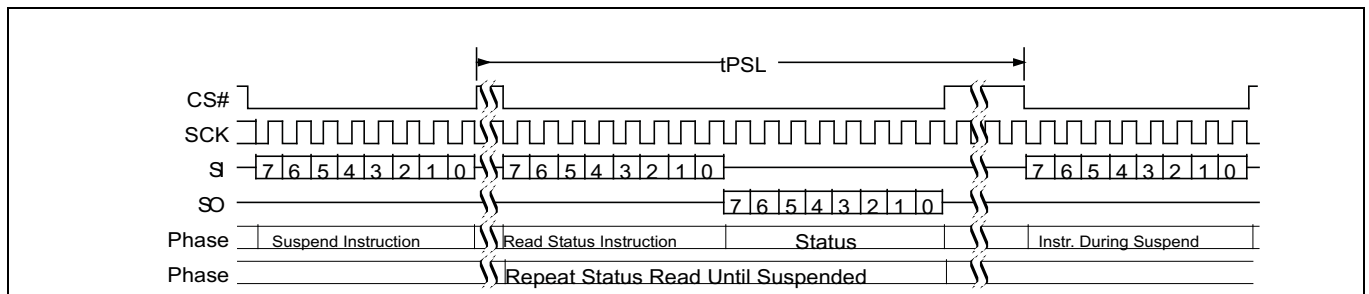 tPSL
CS#
SCK
SI 7 6 5 4 3 2 1 0 7 6 5 4 3 2 1 0 7 6 5 4 3 2 1 0
SO 7 6 5 4 3 2 1 0
Phase Suspend Instruction Read Status Instruction Status Instr. During Suspend
Phase Repeat Status Read Until Suspended